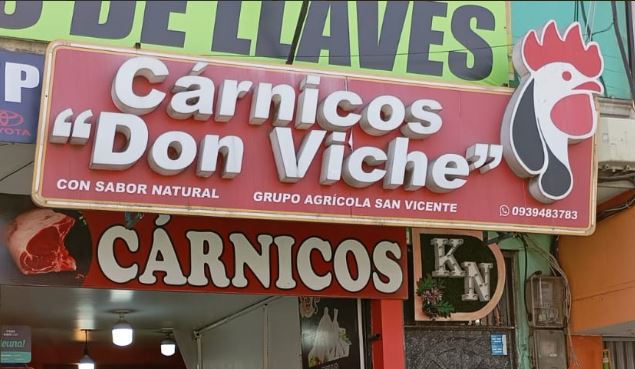 DE LLAVES
P
TOYOTA
Cárnicos
"Don Viche"
CON SABOR NATURAL
GRUPO AGRÍCOLA SAN VICENTE
0939483783
CÁRNICOS
KN